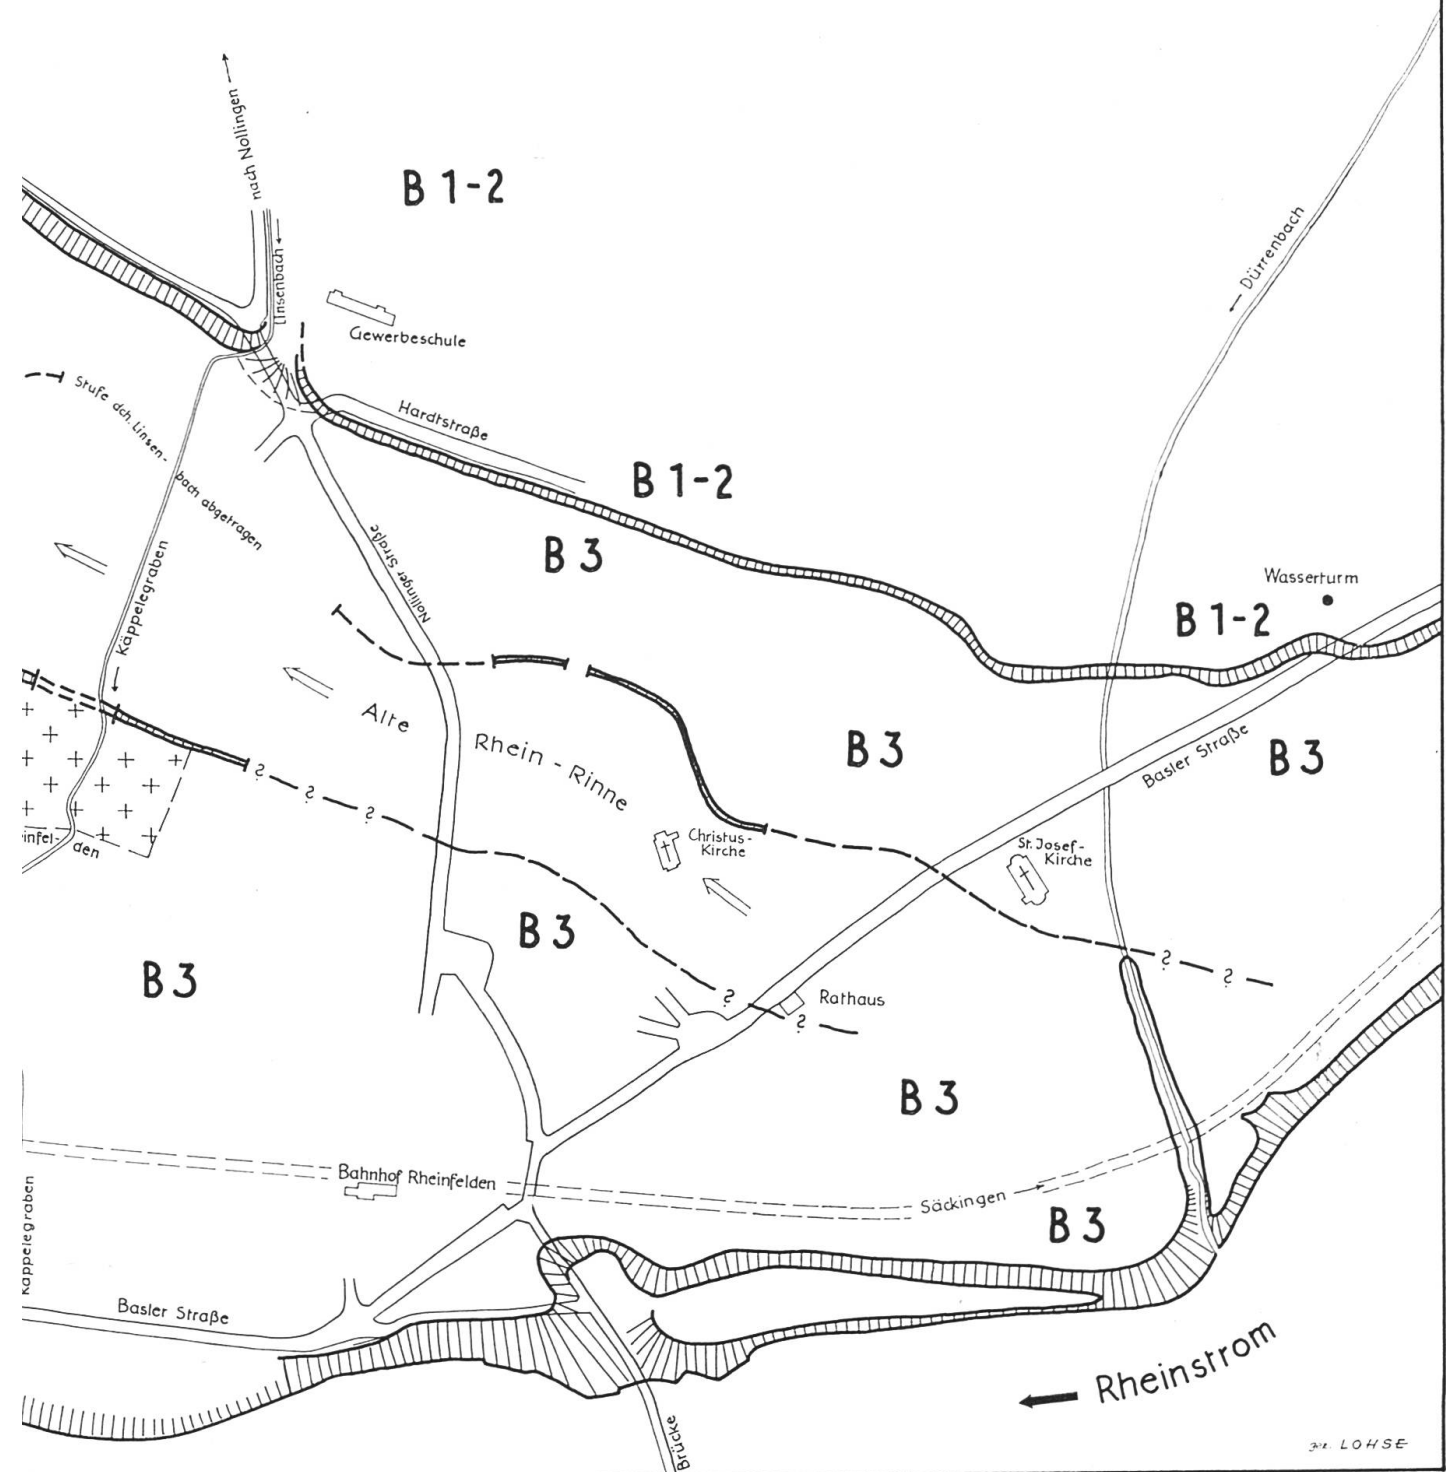 nach Nollingen
B 1-2
Dürrenbach
Linsenbach
Gewerbeschule
Stufe dch. Linsen-
bach abgetragen
Hardtstraße
B 1-2
B 3
Nollinger Straße
Käppelegraben
Wasserturm
B 1-2
Alte
Rhein - Rinne
B 3
Basler Straße
B 3
?
?
?
Christus-
Kirche
St. Josef-
Kirche
infel-
den
B 3
B 3
?
?
?
Rathaus
?
B 3
Bahnhof Rheinfelden
Säckingen
B 3
Käppelegraben
Basler Straße
Rheinstrom
Brücke
LOHSE